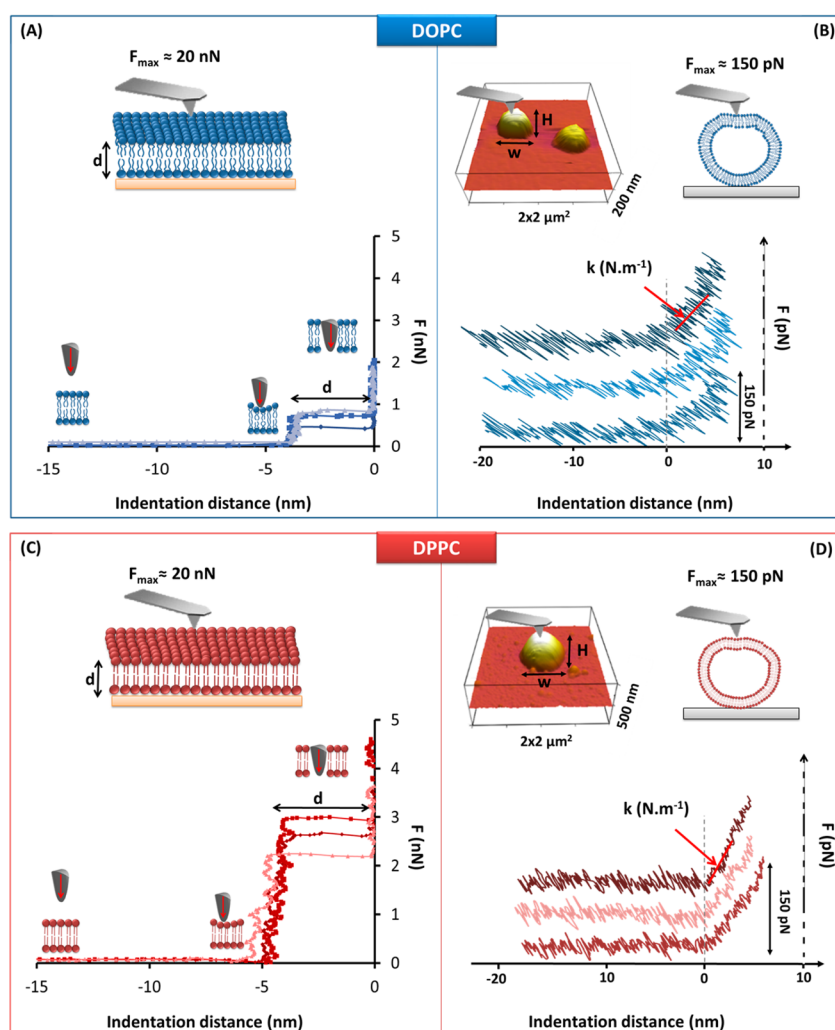 (A)
DOPC
(B)
Fmax ≈ 20 nN
d
5
4
3
2
1
0
F (nN)
d
-15
-10
-5
0
Indentation distance (nm)
Fmax ≈ 150 pN
H
w
2x2 µm²
200 nm
k (N.m⁻¹)
F (pN)
150 pN
-20
-10
0
10
Indentation distance (nm)
(C)
DPPC
(D)
Fmax ≈ 20 nN
d
5
4
3
2
1
0
F (nN)
d
-15
-10
-5
0
Indentation distance (nm)
Fmax≈ 150 pN
H
w
2x2 µm²
500 nm
k (N.m⁻¹)
F (pN)
150 pN
-20
10
0
10
Indentation distance (nm)